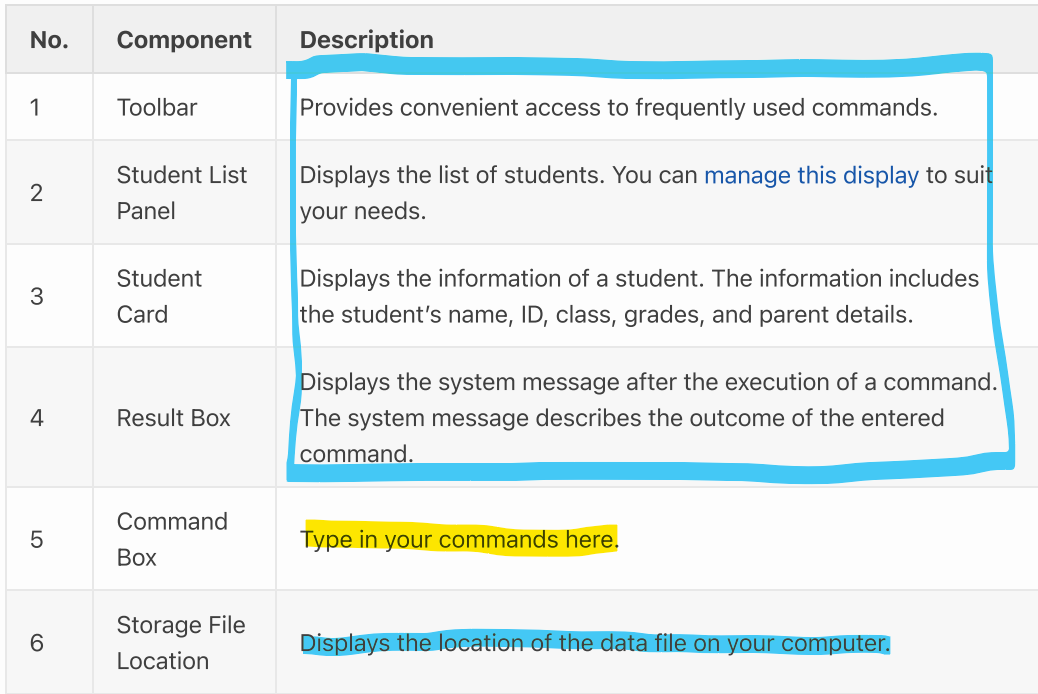 No. Component Description
1 Toolbar Provides convenient access to frequently used commands.
2 Student List Panel Displays the list of students. You can manage this display to suit
your needs.
3 Student Card Displays the information of a student. The information includes
the student’s name, ID, class, grades, and parent details.
4 Result Box Displays the system message after the execution of a command.
The system message describes the outcome of the entered
command.
5 Command Box Type in your commands here.
6 Storage File Location Displays the location of the data file on your computer.